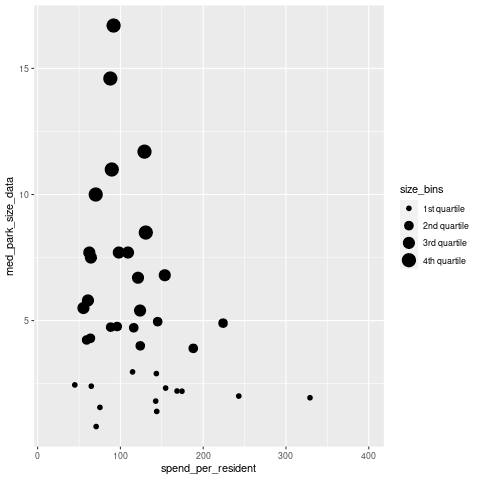 15
10
5
med_park_size_data
0
100
200
300
400
spend_per_resident
size_bins
1st quartile
2nd quartile
3rd quartile
4th quartile